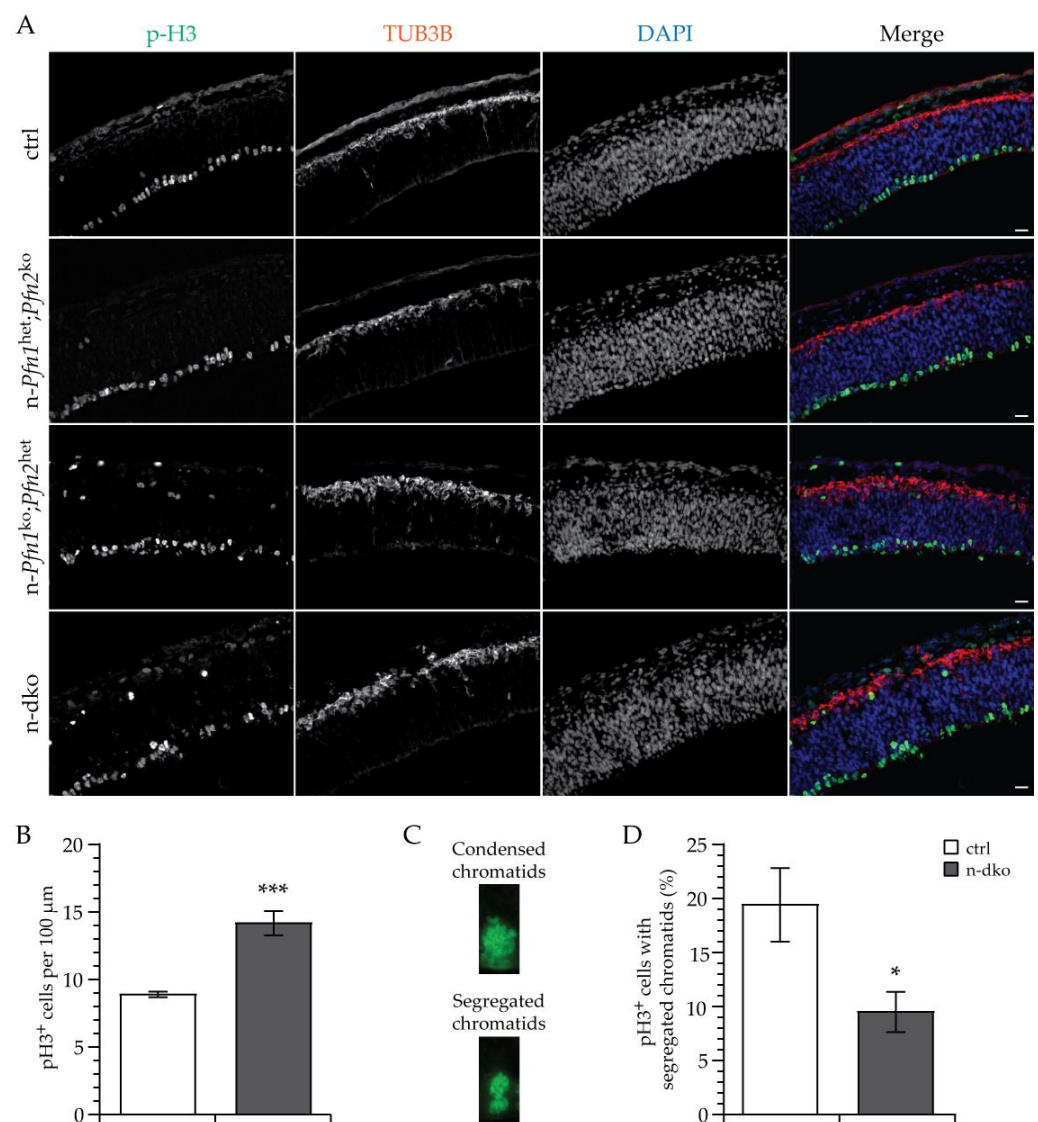 A
p-H3 TUB3B DAPI Merge
ctrl
n-Pfn1het;Pfn2ko
n-Pfn1ko;Pfn2het
n-dko
B
pH3+ cells per 100 µm
20
15
10
5
0
***
C
Condensed
chromatids
Segregated
chromatids
D
pH3+ cells with
segregated chromatids (%)
25
20
15
10
5
0
*
ctrl
n-dko